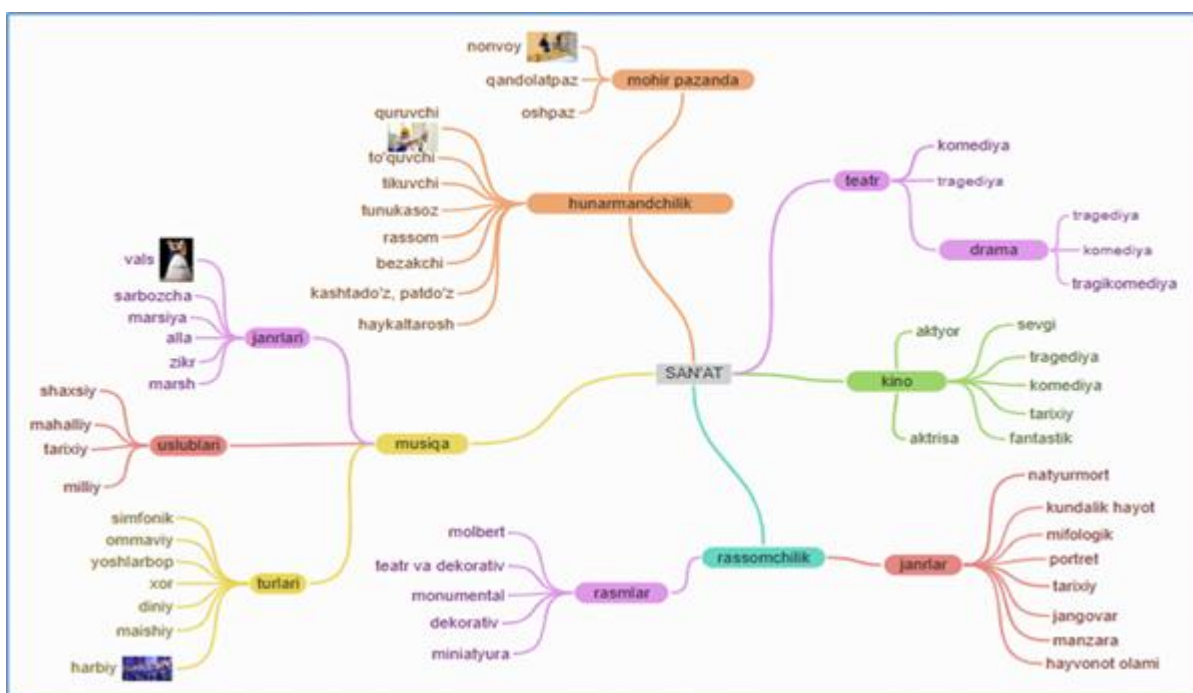 nonvoy
qandolatpaz
oshpaz
mohir pazanda
quruvchi
to'quvchi
tikuvchi
tunukasoz
rassom
bezakchi
kashtado'z, patdo'z
haykaltarosh
hunarmandchilik
teatr
komediya
tragediya
drama
tragediya
komediya
tragikomediya
vals
sarbozcha
marsiya
alla
zikr
marsh
janrlari
SAN'AT
aktyor
kino
aktrisa
sevgi
tragediya
komediya
tarixiy
fantastik
shaxsiy
mahalliy
tarixiy
milliy
uslublari
musiqa
simfonik
ommaviy
yoshlarbop
xor
diniy
maishiy
harbiy
turlari
molbert
teatr va dekorativ
monumental
dekorativ
miniatyura
rasmlar
rassomchilik
janrlar
natyurmort
kundalik hayot
mifologik
portret
tarixiy
jangovar
manzara
hayvonot olami